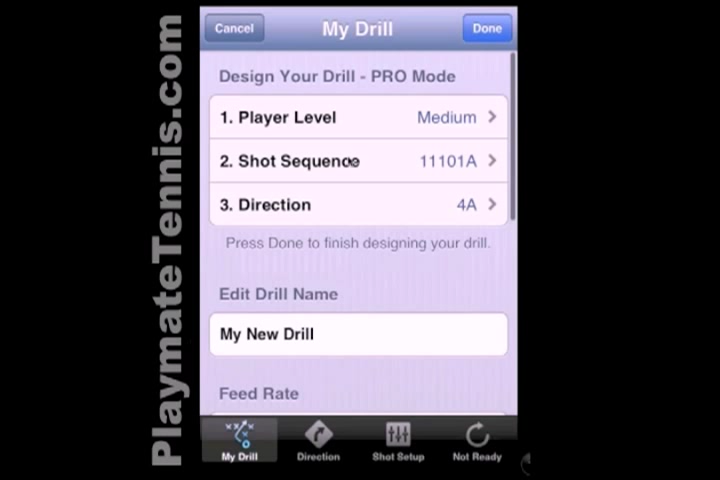 PlaymateTennis.com
Cancel
My Drill
Done
Design Your Drill - PRO Mode
1. Player Level Medium
2. Shot Sequence 11101A
3. Direction 4A
Press Done to finish designing your drill.
Edit Drill Name
My New Drill
Feed Rate
My Drill
Direction
Shot Setup
Not Ready